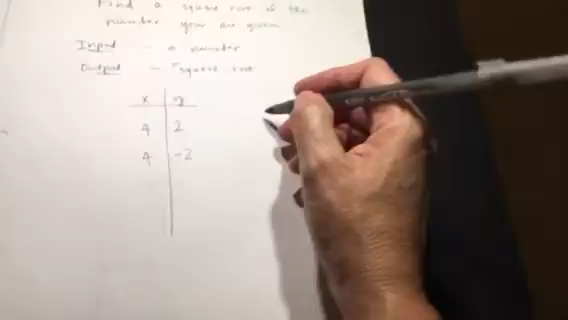 Find a square root of the
number you are given
Input - a number
Output - square root
x y
4 2
4 -2